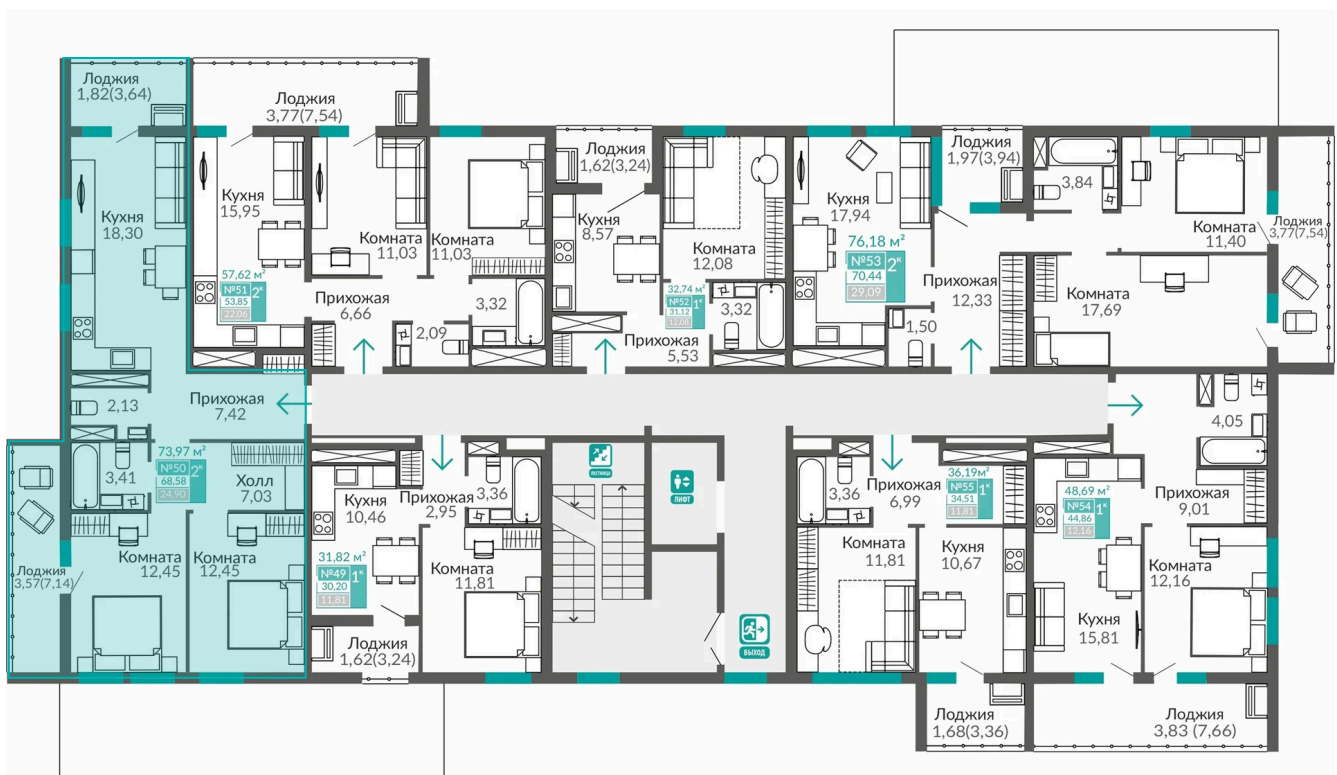 Лоджия
1,82(3,64)
Кухня
18,30
2,13
Прихожая
7,42
3,41
73,97 м²
№50
68,58
24,90
2к
Холл
7,03
Комната
12,45
Комната
12,45
Лоджия
3,57(7,14)
Лоджия
3,77(7,54)
Кухня
15,95
57,62 м²
№51
53,85
22,06
2к
Комната
11,03
Комната
11,03
Прихожая
6,66
2,09
3,32
Лоджия
1,62(3,24)
Кухня
8,57
Комната
12,08
32,74 м²
№52
31,12
12,08
1к
3,32
Прихожая
5,53
Кухня
17,94
76,18 м²
№53
70,44
29,09
2к
1,50
Лоджия
1,97(3,94)
Прихожая
12,33
3,84
Комната
11,40
Комната
17,69
Лоджия
3,77(7,54)
Кухня
10,46
Прихожая
2,95
3,36
31,82 м²
№49
30,20
11,81
1к
Комната
11,81
Лоджия
1,62(3,24)
ЛЕСТНИЦА
ЛИФТ
ВЫХОД
3,36
Прихожая
6,99
36,19м²
№55
34,51
11,81
1к
Комната
11,81
Кухня
10,67
Лоджия
1,68(3,36)
4,05
48,69 м²
№54
44,86
12,16
1к
Прихожая
9,01
Комната
12,16
Кухня
15,81
Лоджия
3,83 (7,66)